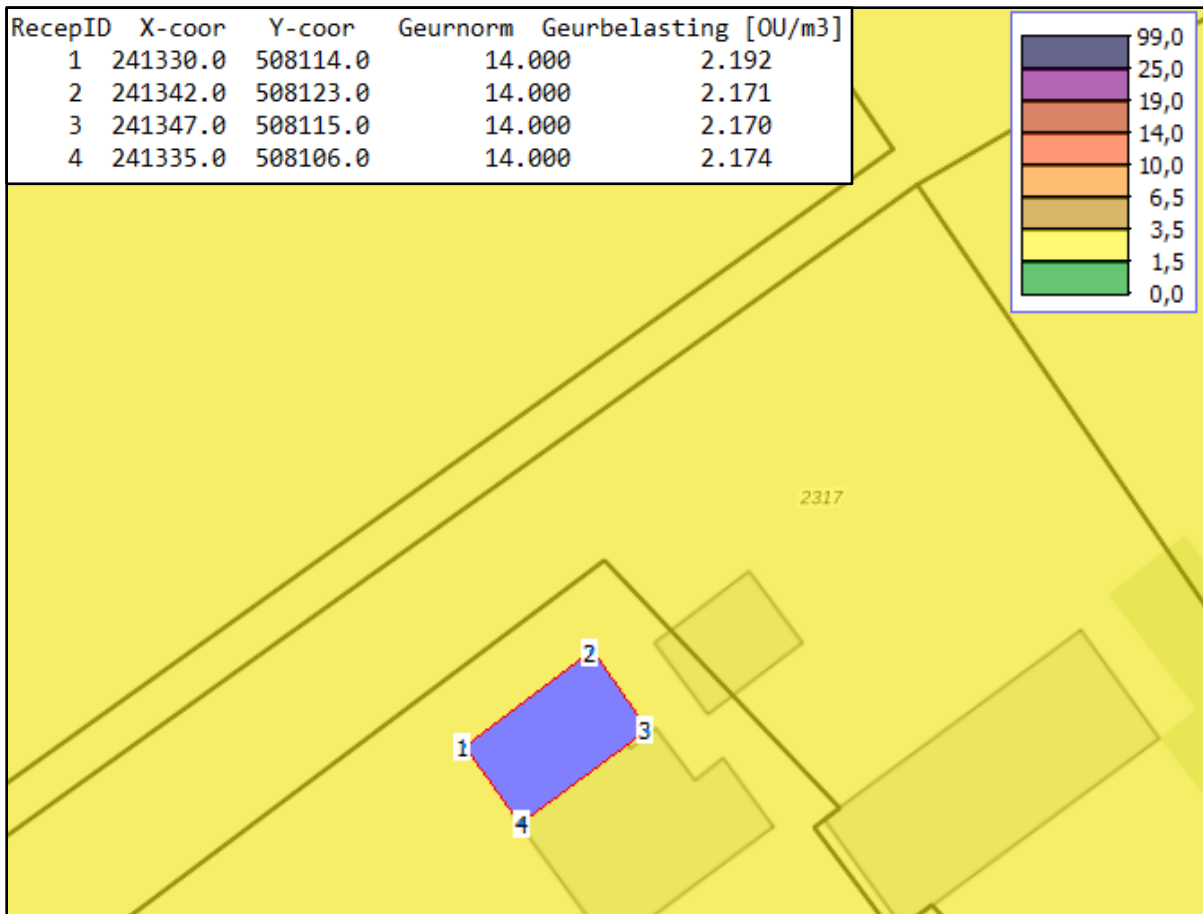 RecepID X-coor Y-coor Geurnorm Geurbelasting [OU/m3]
1 241330.0 508114.0 14.000 2.192
2 241342.0 508123.0 14.000 2.171
3 241347.0 508115.0 14.000 2.170
4 241335.0 508106.0 14.000 2.174
99,0
25,0
19,0
14,0
10,0
6,5
3,5
1,5
0,0
2317
2
3
1
4